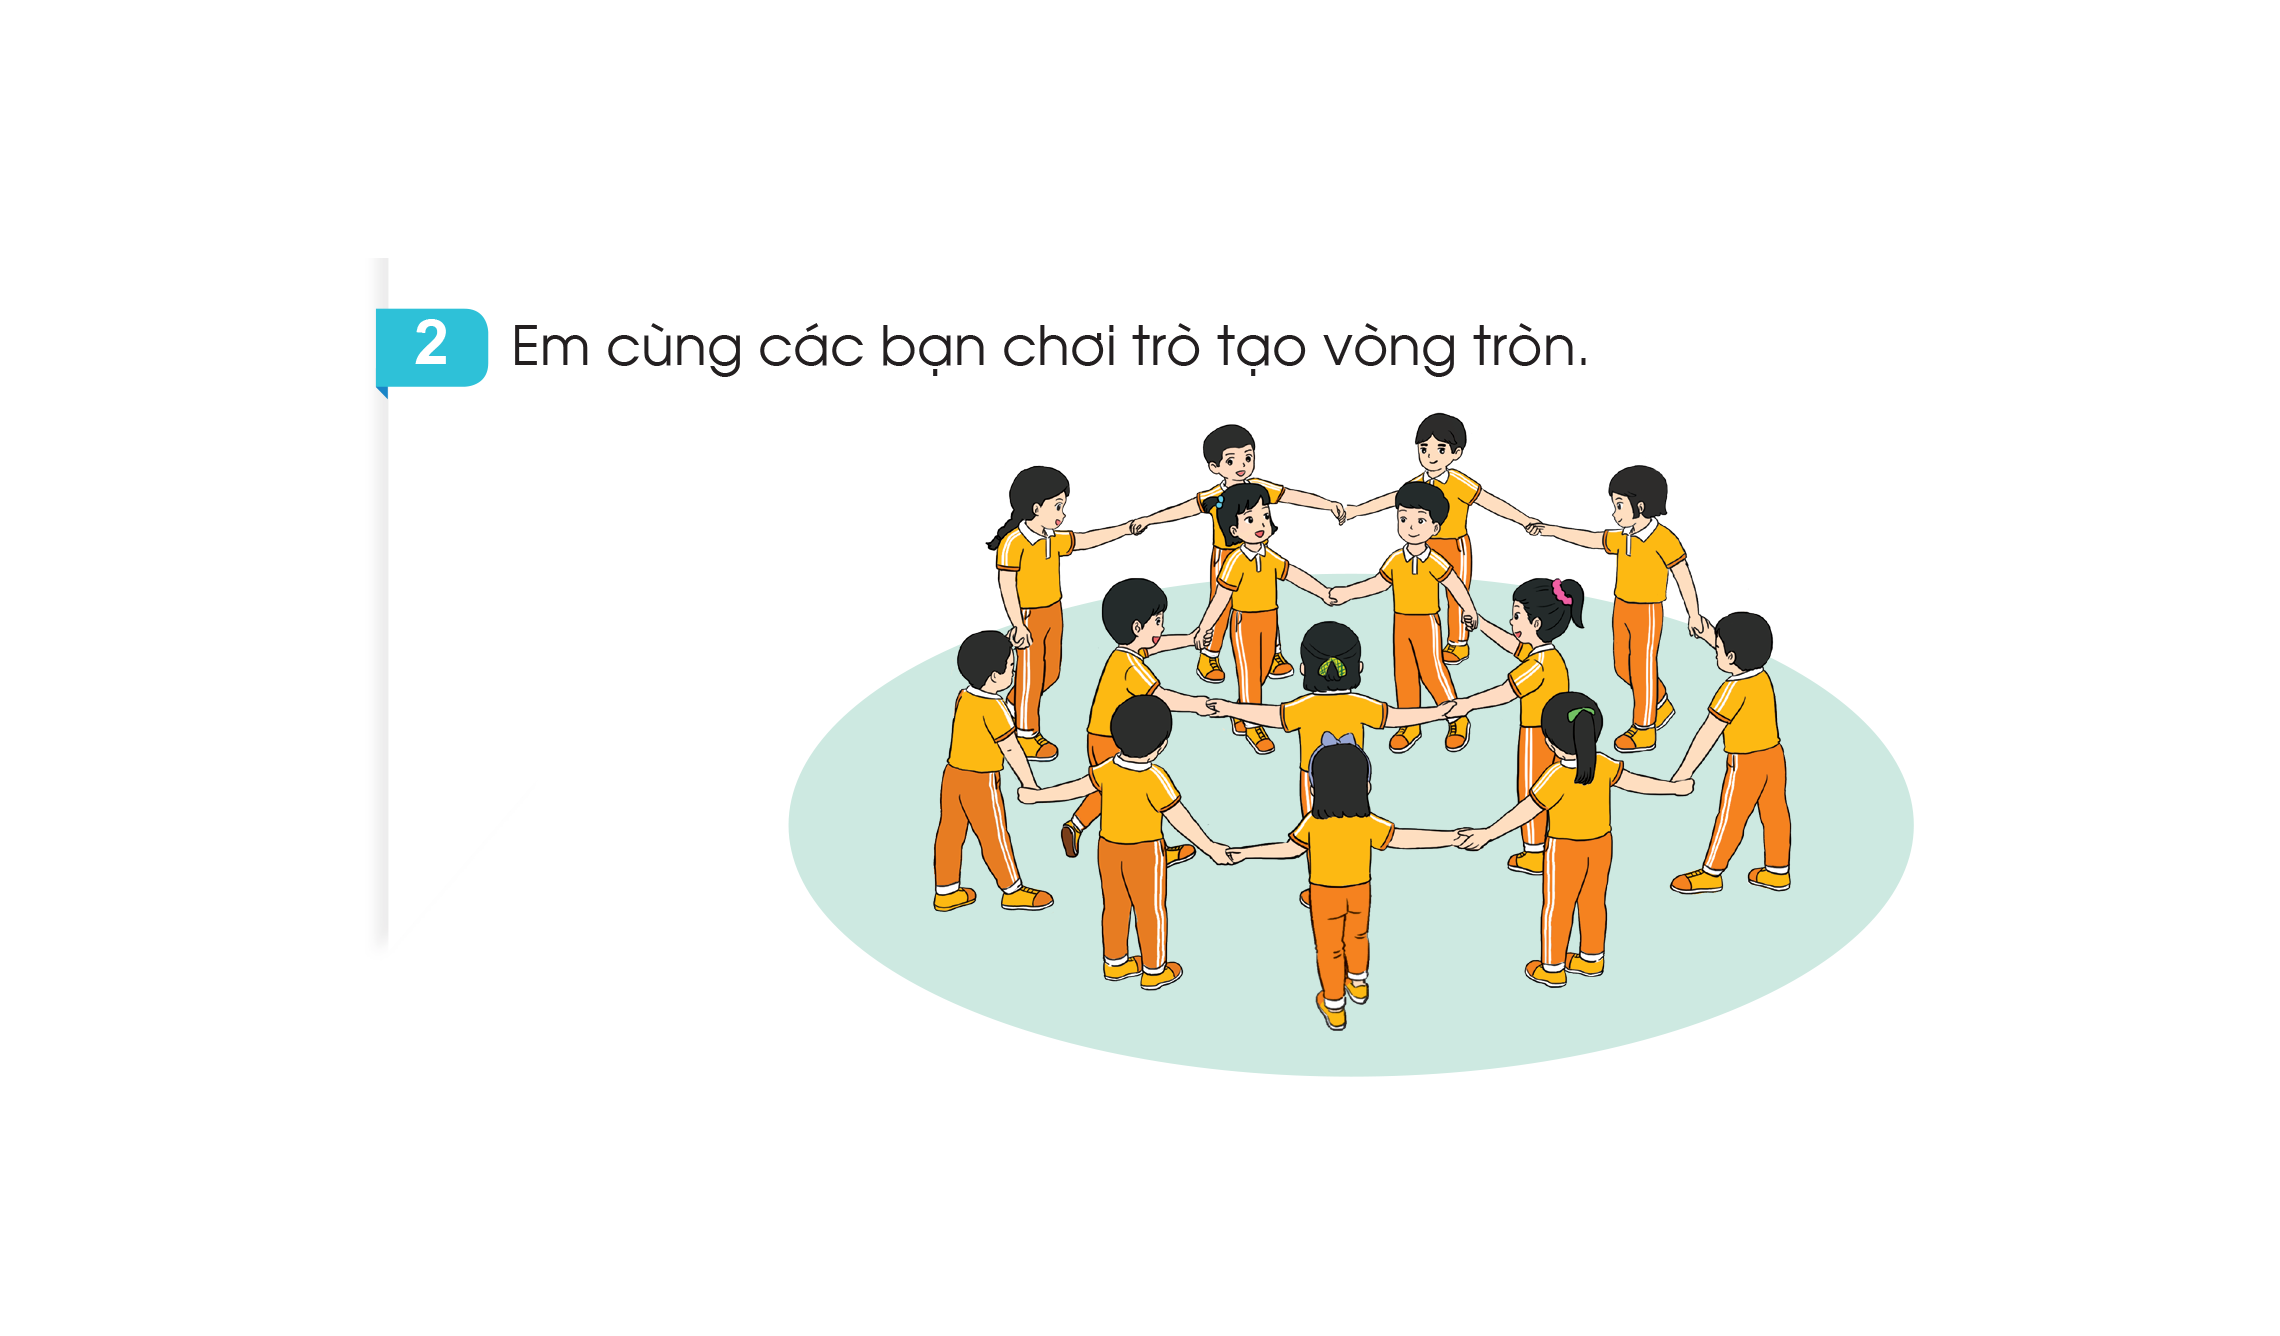 2 Em cùng các bạn chơi trò tạo vòng tròn.